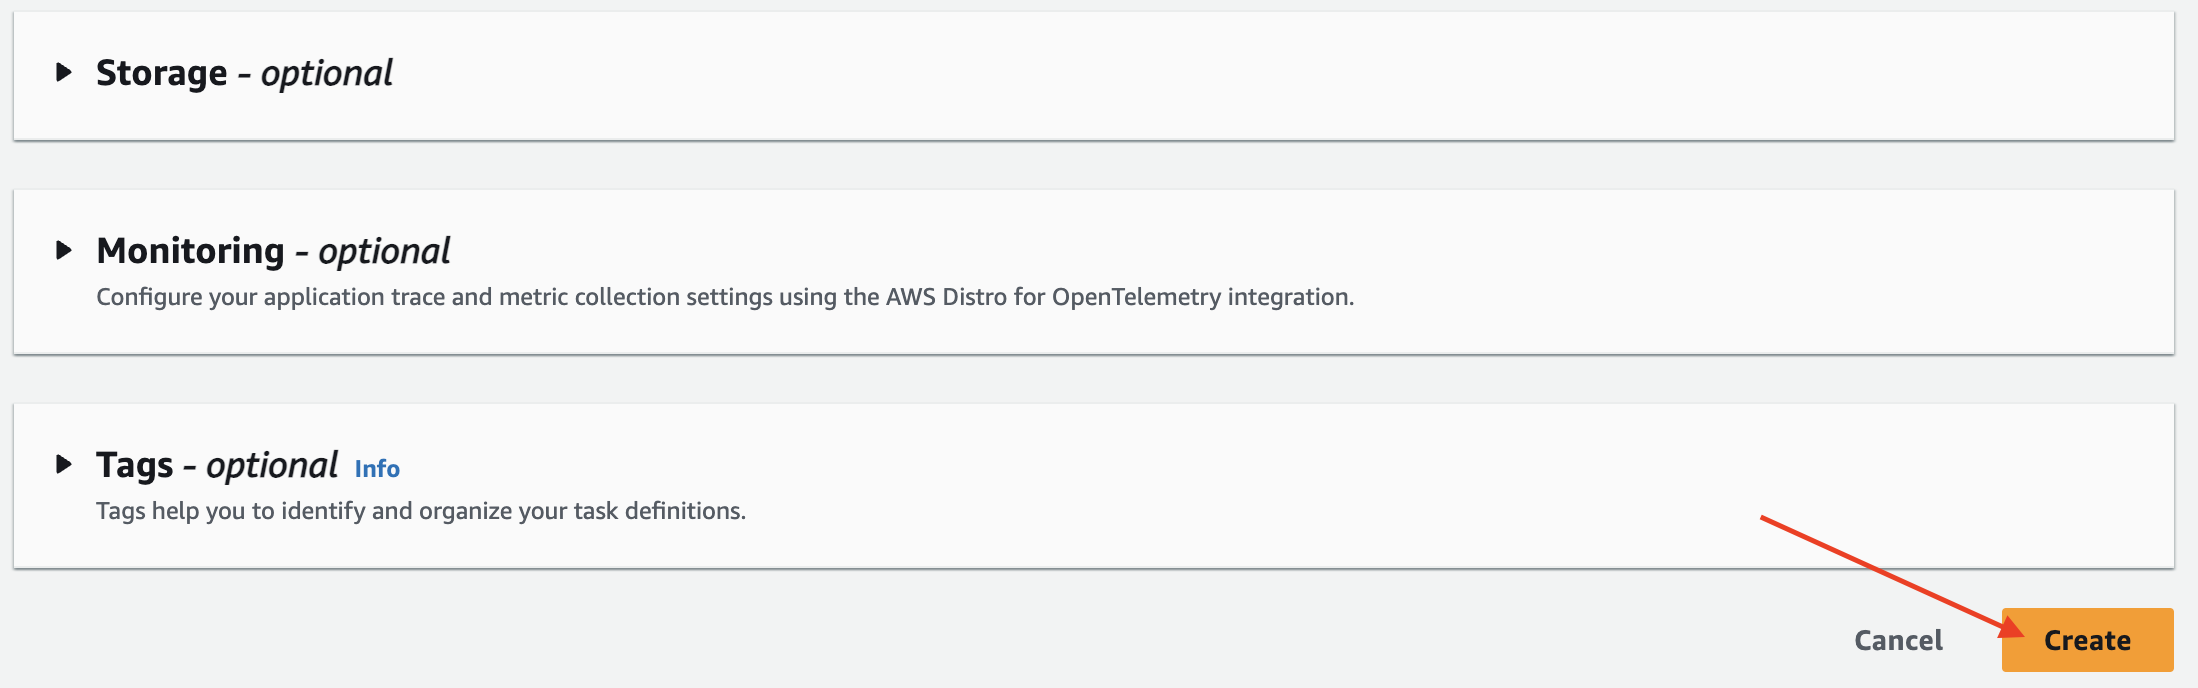 Storage - optional
Monitoring - optional
Configure your application trace and metric collection settings using the AWS Distro for OpenTelemetry integration.
Tags - optional Info
Tags help you to identify and organize your task definitions.
Cancel Create